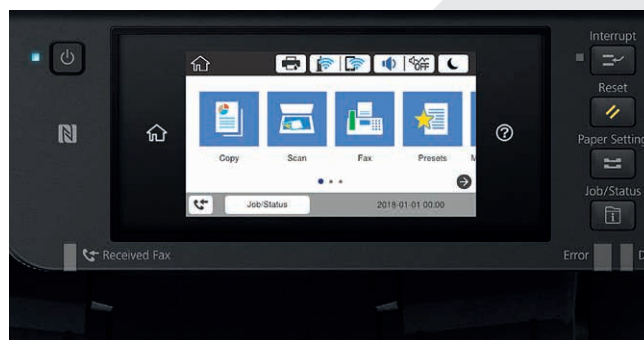 Interrupt
OFF
Reset
Copy
Scan
Fax
Presets
Paper Setting
Job/Status
Job/Status
2018-01-01 00:00
Received Fax
Error